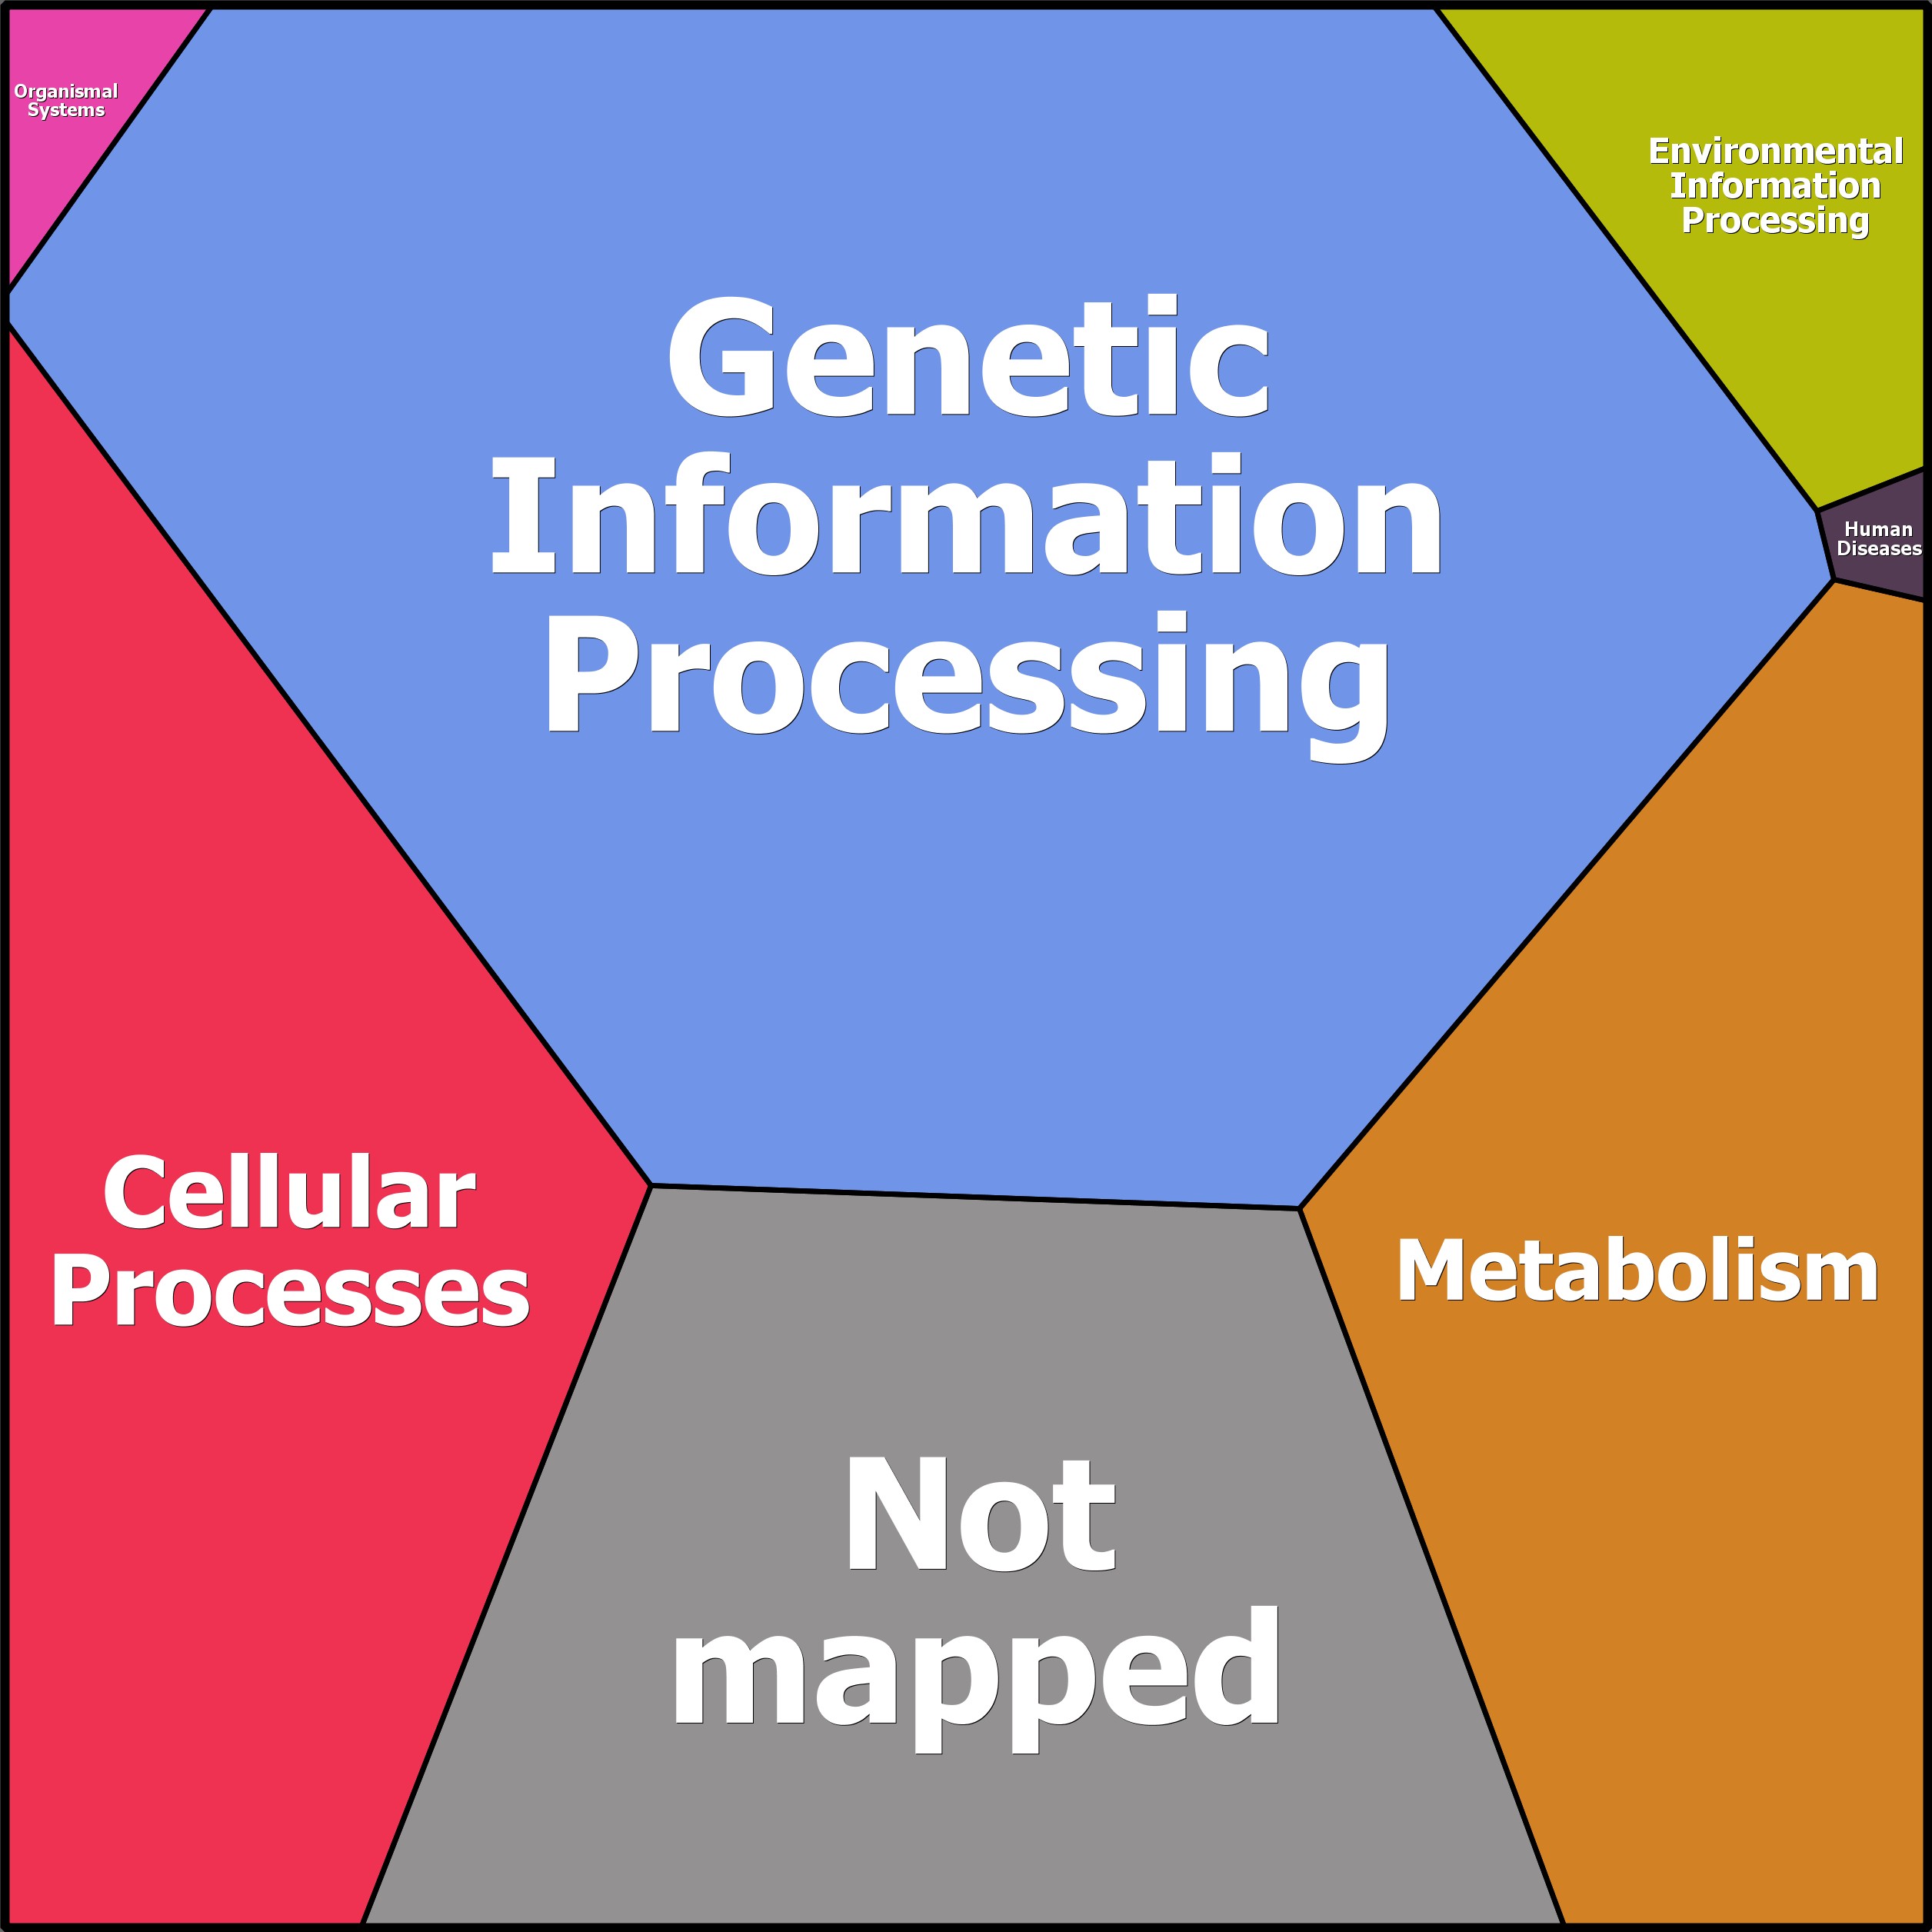 Organismal
Systems
Environmental
Information
Processing
Genetic
Information
Processing
Human
Diseases
Cellular
Processes
Metabolism
Not
mapped